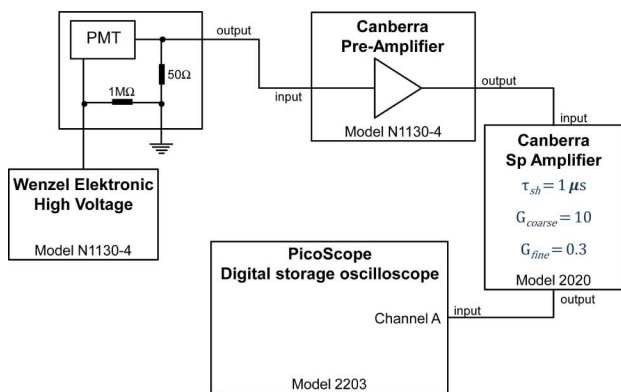 PMT
output
50Ω
1MΩ
Wenzel Elektronic
High Voltage
Model N1130-4
Canberra
Pre-Amplifier
input
output
Model N1130-4
input
Canberra
Sp Amplifier
τsh = 1 μs
Gcoarse = 10
Gfine = 0.3
Model 2020
output
PicoScope
Digital storage oscilloscope
input
Channel A
Model 2203